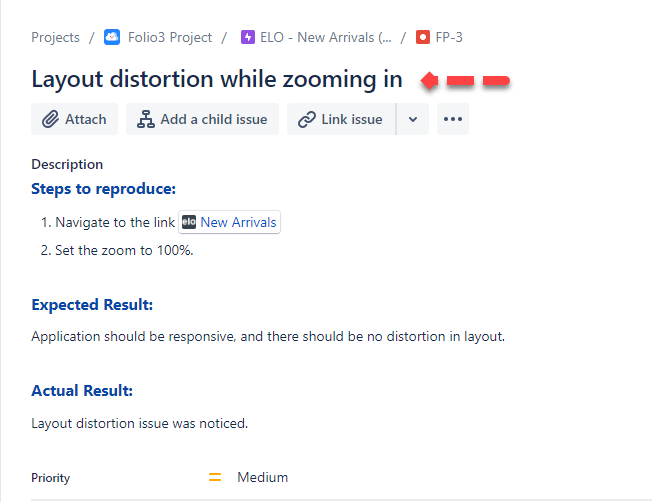 Projects / Folio3 Project / ELO - New Arrivals (... / FP-3
Layout distortion while zooming in
Attach Add a child issue Link issue
Description
Steps to reproduce:
1. Navigate to the link elo New Arrivals
2. Set the zoom to 100%.
Expected Result:
Application should be responsive, and there should be no distortion in layout.
Actual Result:
Layout distortion issue was noticed.
Priority Medium